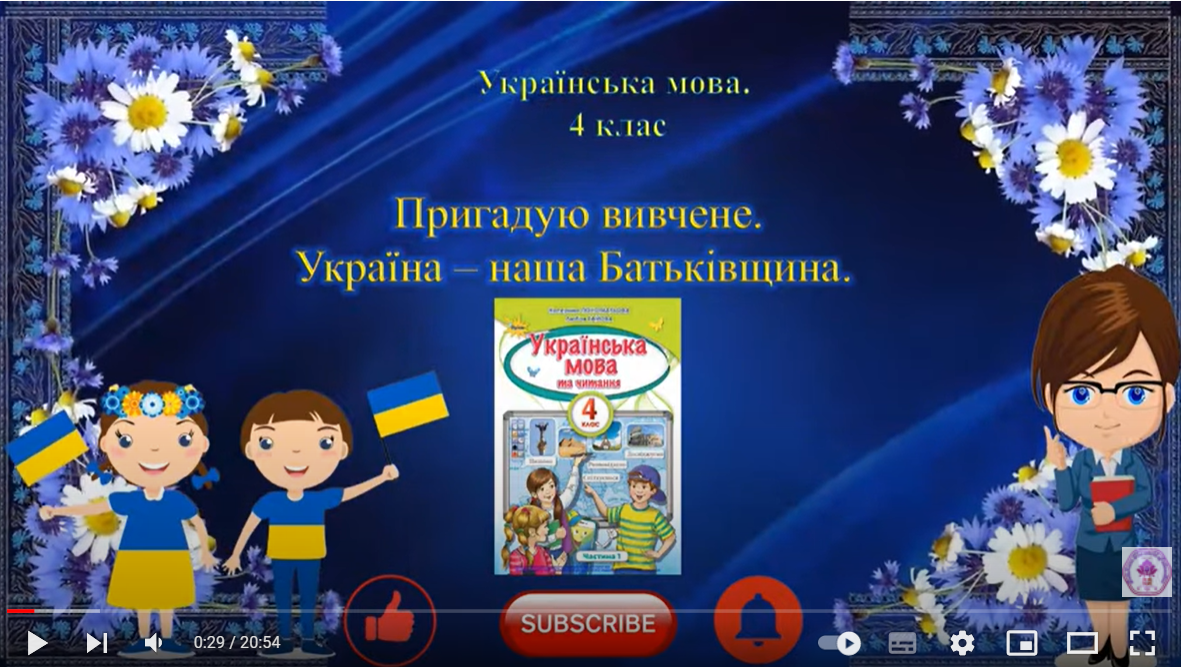 Українська мова.
4 клас
Пригадую вивчене.
Україна – наша Батьківщина.
Українська
мова
та читання
4
клас
Частина 1
SUBSCRIBE
0:29 / 20:54